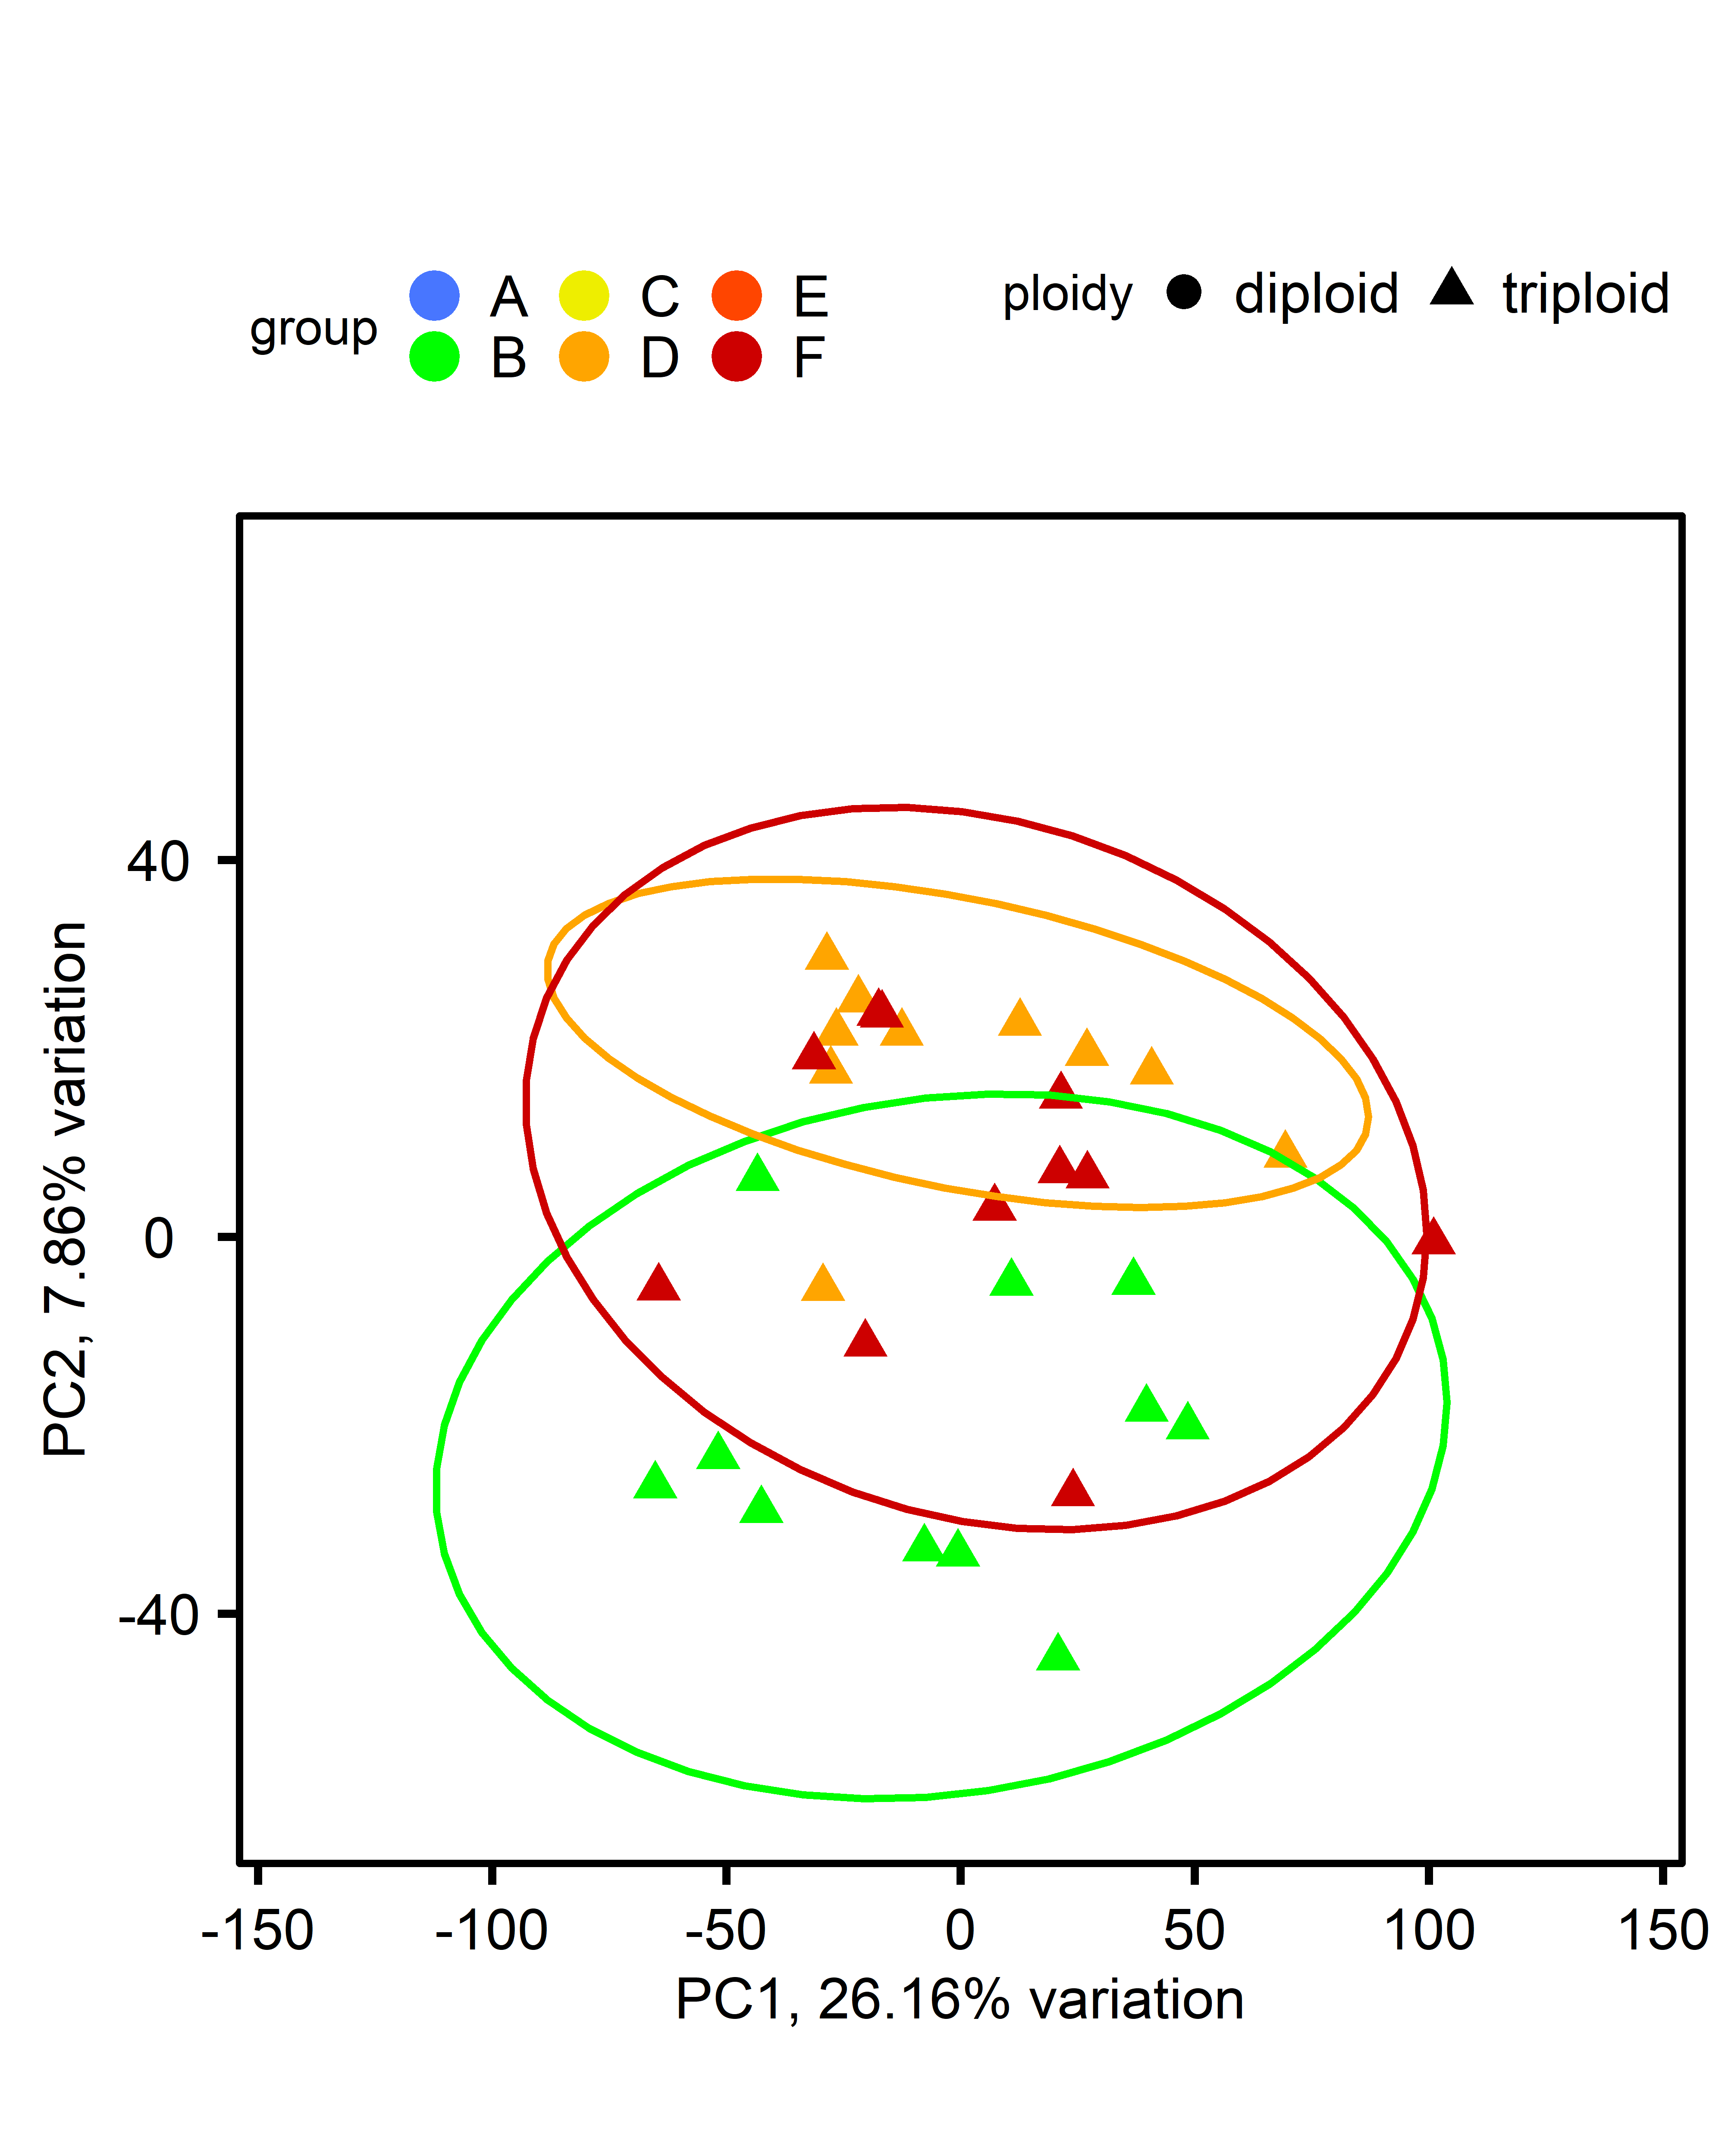 group A C E
B D F
ploidy diploid triploid
40
0
-40
PC2, 7.86% variation
-150 -100 -50 0 50 100 150
PC1, 26.16% variation